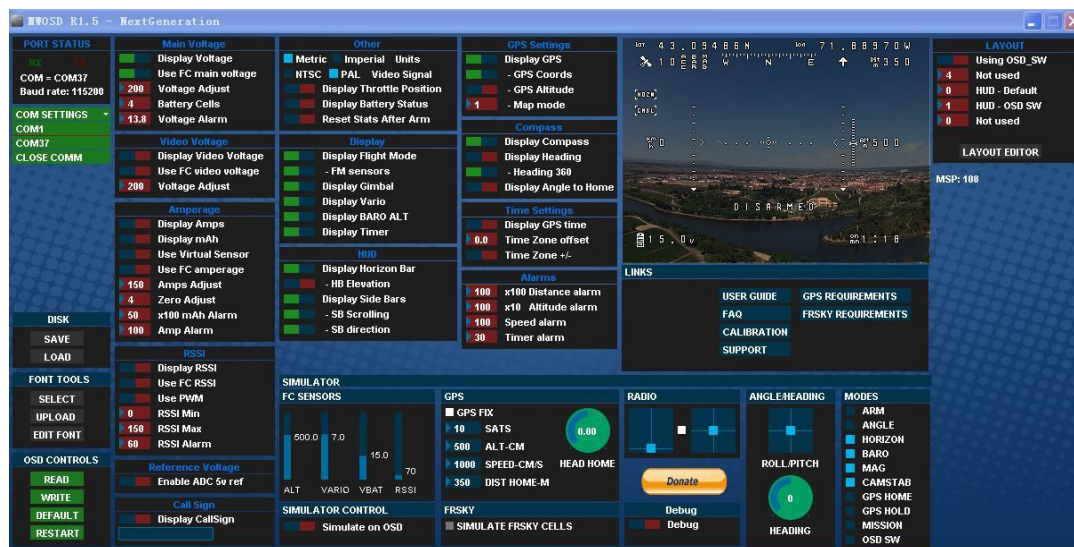 MWOSD R1.5 - NextGeneration
PORT STATUS
RX TX
COM = COM37
Baud rate: 115200
COM SETTINGS
COM1
COM37
CLOSE COMM
DISK
SAVE
LOAD
FONT TOOLS
SELECT
UPLOAD
EDIT FONT
OSD CONTROLS
READ
WRITE
DEFAULT
RESTART
Main Voltage
Display Voltage
Use FC main voltage
200 Voltage Adjust
4 Battery Cells
13.8 Voltage Alarm
Video Voltage
Display Video Voltage
Use FC video voltage
200 Voltage Adjust
Amperage
Display Amps
Display mAh
Use Virtual Sensor
Use FC amperage
150 Amps Adjust
4 Zero Adjust
50 x100 mAh Alarm
100 Amp Alarm
RSSI
Display RSSI
Use FC RSSI
Use PWM
0 RSSI Min
150 RSSI Max
60 RSSI Alarm
Reference Voltage
Enable ADC 5v ref
Call Sign
Display CallSign
Other
Metric Imperial Units
NTSC PAL Video Signal
Display Throttle Position
Display Battery Status
Reset Stats After Arm
Display
Display Flight Mode
- FM sensors
Display Gimbal
Display Vario
Display BARO ALT
Display Timer
HUD
Display Horizon Bar
- HB Elevation
Display Side Bars
- SB Scrolling
- SB direction
GPS Settings
Display GPS
- GPS Coords
- GPS Altitude
1 - Map mode
Compass
Display Compass
Display Heading
- Heading 360
Display Angle to Home
Time Settings
Display GPS time
0.0 Time Zone offset
Time Zone +/-
Alarms
100 x100 Distance alarm
100 x10 Altitude alarm
100 Speed alarm
30 Timer alarm
43.09486N 71.88970W
10 W N E 350
0 500
DISARMED
15.0v 1:18
LINKS
USER GUIDE GPS REQUIREMENTS
FAQ FRSKY REQUIREMENTS
CALIBRATION
SUPPORT
LAYOUT
Using OSD_SW
4 Not used
0 HUD - Default
1 HUD - OSD SW
0 Not used
LAYOUT EDITOR
MSP: 108
SIMULATOR
FC SENSORS
500.0 7.0
15.0
70
ALT VARIO VBAT RSSI
SIMULATOR CONTROL
Simulate on OSD
GPS
GPS FIX
10 SATS
500 ALT-CM
1000 SPEED-CM/S
350 DIST HOME-M
0.00
HEAD HOME
FRSKY
SIMULATE FRSKY CELLS
RADIO
Donate
Debug
Debug
ANGLE/HEADING
ROLL/PITCH
0
HEADING
MODES
ARM
ANGLE
HORIZON
BARO
MAG
CAMSTAB
GPS HOME
GPS HOLD
MISSION
OSD SW